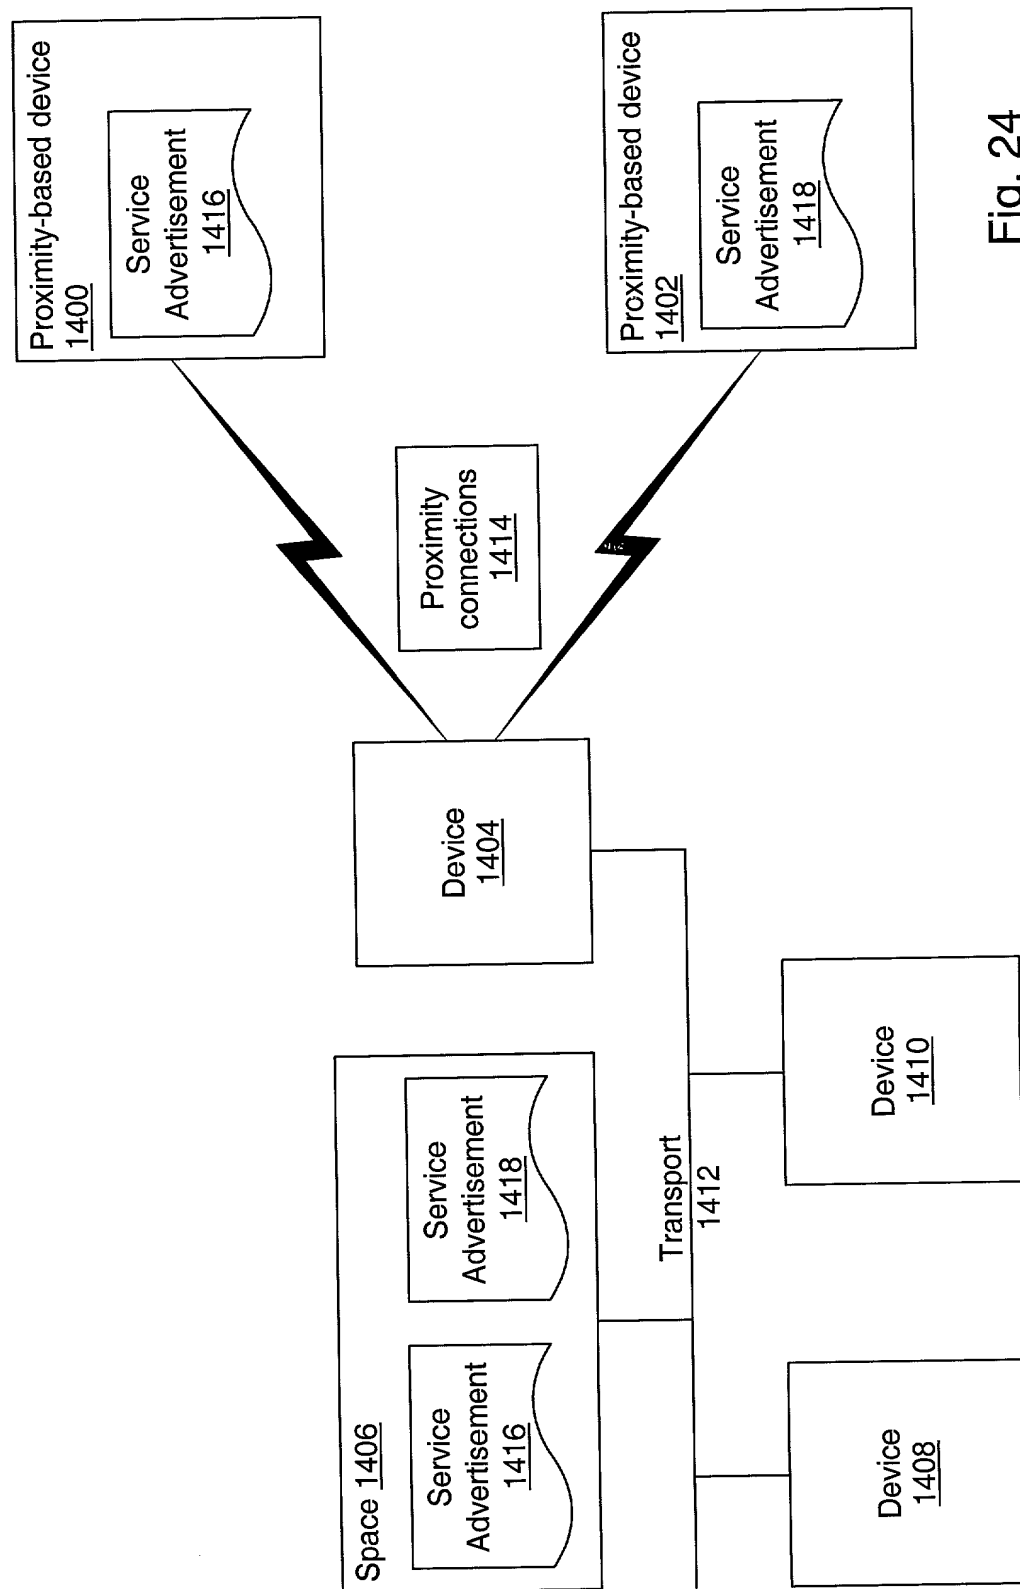 Proximity-based device
1400
Service
Advertisement
1416
Proximity-based device
1402
Service
Advertisement
1418
Proximity
connections
1414
Device
1404
Space 1406
Service
Advertisement
1416
Service
Advertisement
1418
Transport
1412
Device
1408
Device
1410
Fig. 24